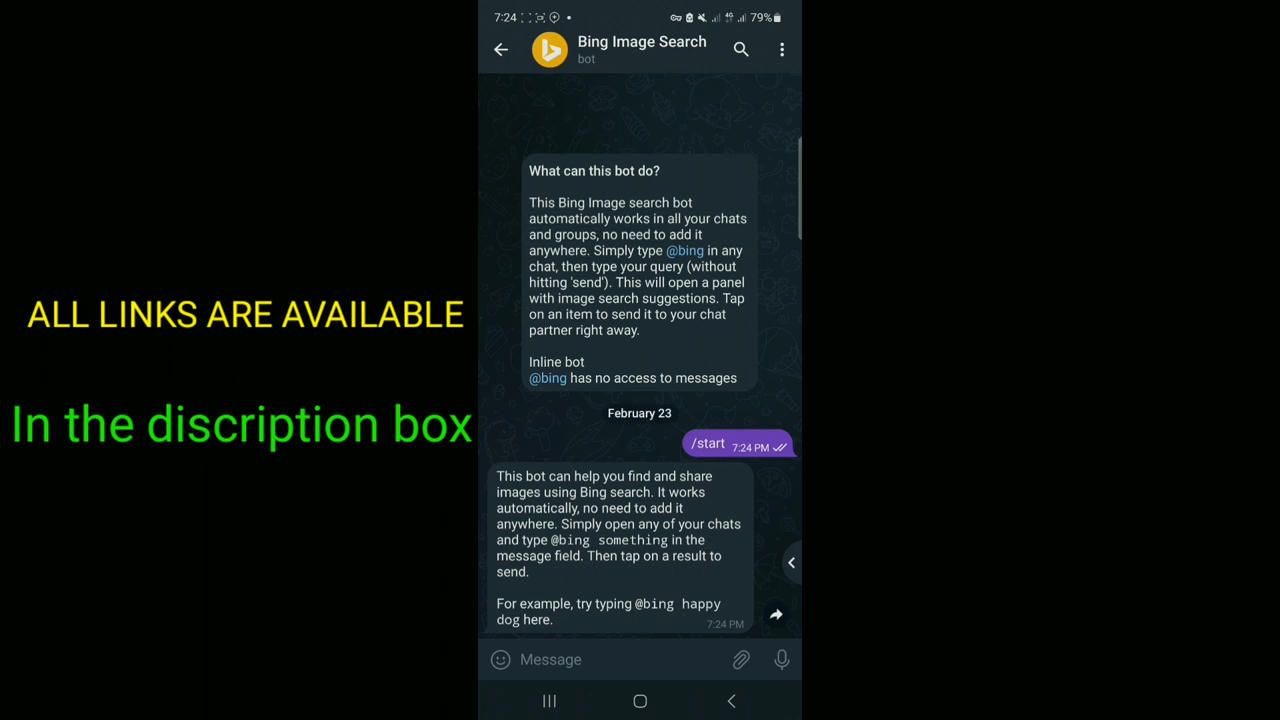 7:24
79%
Bing Image Search
bot
What can this bot do?
This Bing Image search bot
automatically works in all your chats
and groups, no need to add it
anywhere. Simply type @bing in any
chat, then type your query (without
hitting 'send'). This will open a panel
with image search suggestions. Tap
on an item to send it to your chat
partner right away.
Inline bot
@bing has no access to messages
ALL LINKS ARE AVAILABLE
In the discription box
February 23
/start 7:24 PM
This bot can help you find and share
images using Bing search. It works
automatically, no need to add it
anywhere. Simply open any of your chats
and type @bing something in the
message field. Then tap on a result to
send.
For example, try typing @bing happy
dog here.
7:24 PM
Message